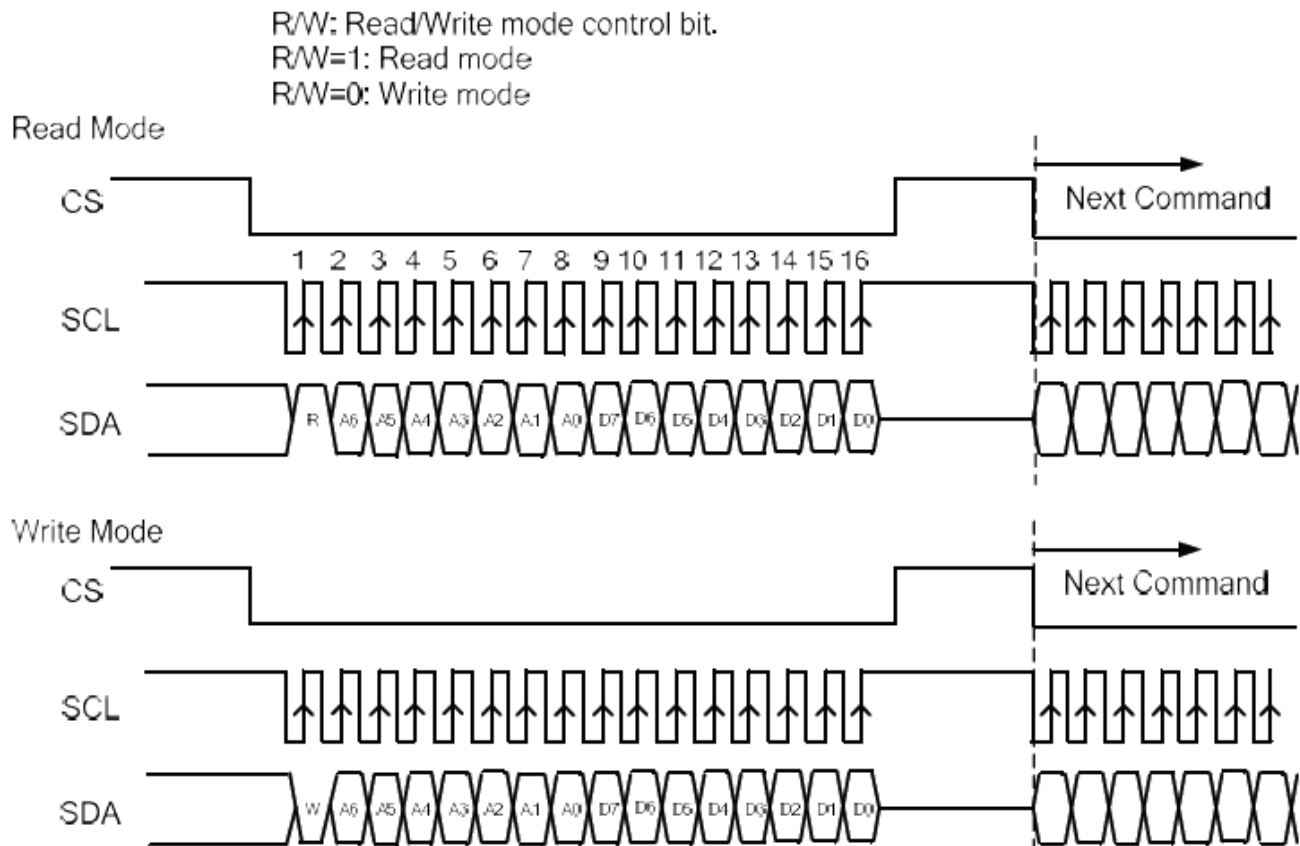 R/W: Read/Write mode control bit.
R/W=1: Read mode
R/W=0: Write mode
Read Mode
CS
Next Command
1 2 3 4 5 6 7 8 9 10 11 12 13 14 15 16
SCL
SDA
R A6 A5 A4 A3 A2 A1 A0 D7 D6 D5 D4 D3 D2 D1 D0
Write Mode
CS
Next Command
SCL
SDA
W A6 A5 A4 A3 A2 A1 A0 D7 D6 D5 D4 D3 D2 D1 D0